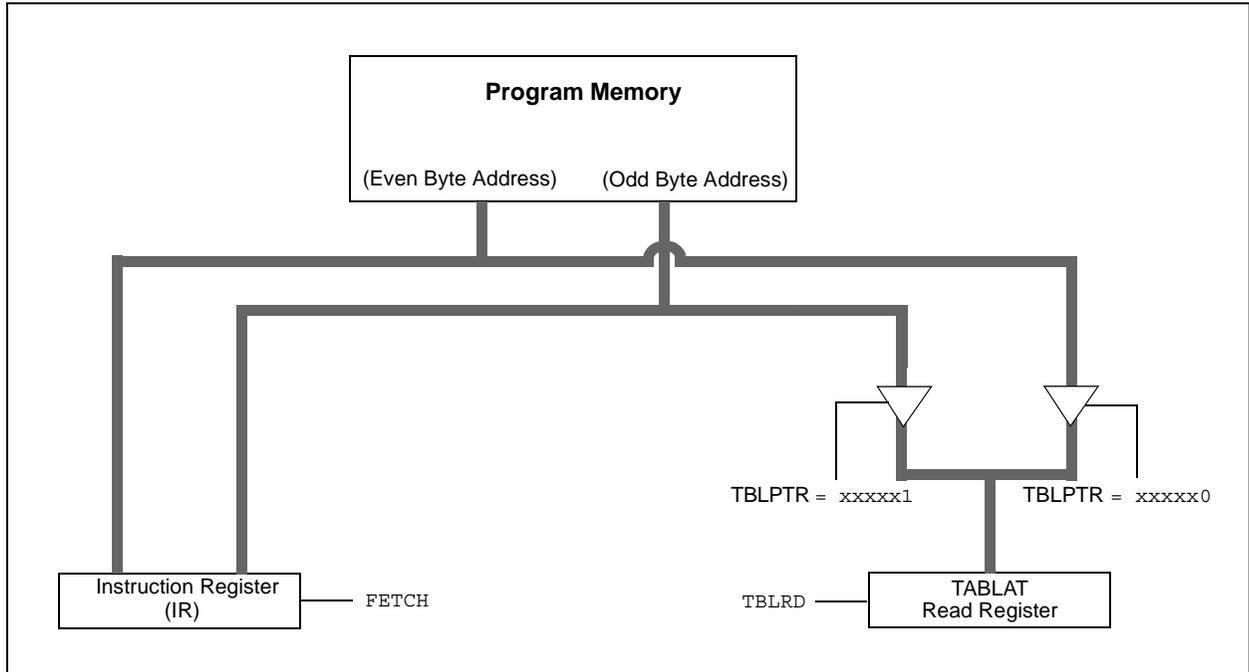 Program Memory
(Even Byte Address)
(Odd Byte Address)
TBLPTR = xxxxx1
TBLPTR = xxxxx0
Instruction Register
(IR)
FETCH
TBLRD
TABLAT
Read Register